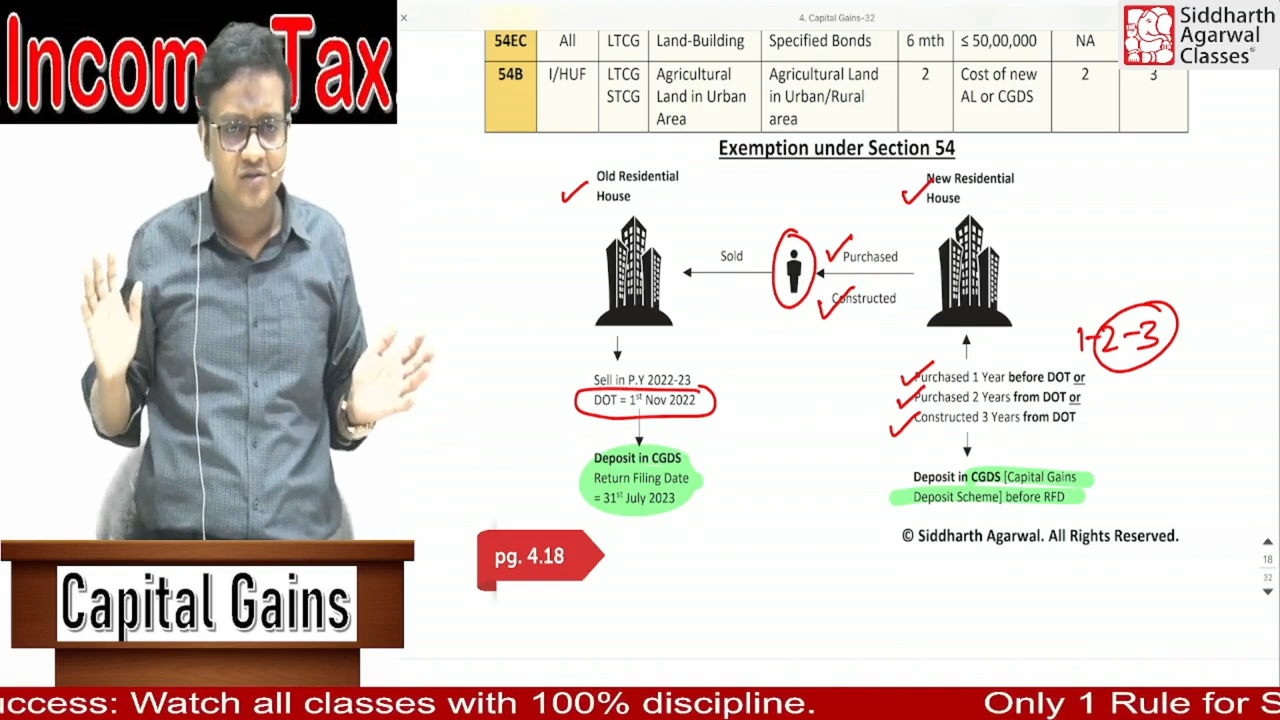 Income Tax
4. Capital Gains-32
Siddharth
Agarwal
Classes
54EC All LTCG Land-Building Specified Bonds 6 mth ≤ 50,00,000 NA
54B I/HUF LTCG Agricultural Agricultural Land 2 Cost of new 2 3
STCG Land in Urban in Urban/Rural AL or CGDS
Area area
Exemption under Section 54
Old Residential
House
New Residential
House
Sold
Purchased
Constructed
1-2-3
Sell in P.Y 2022-23
DOT = 1st Nov 2022
Purchased 1 Year before DOT or
Purchased 2 Years from DOT or
Constructed 3 Years from DOT
Deposit in CGDS
Return Filing Date
= 31st July 2023
Deposit in CGDS [Capital Gains
Deposit Scheme] before RFD
© Siddharth Agarwal. All Rights Reserved.
pg. 4.18
18
32
Capital Gains
uccess: Watch all classes with 100% discipline. Only 1 Rule for S